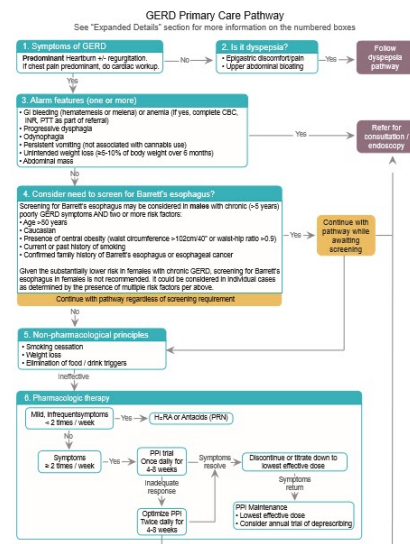 GERD Primary Care Pathway
See "Expanded Details" section for more information on the numbered boxes
1. Symptoms of GERD
Predominant Heartburn +/- regurgitation.
If chest pain predominant, do cardiac workup.
No
2. Is it dyspepsia?
• Epigastric discomfort/pain
• Upper abdominal bloating
Yes
Follow
dyspepsia
pathway
Yes
3. Alarm features (one or more)
• GI bleeding (hematemesis or melena) or anemia (if yes, complete CBC,
INR, PTT as part of referral)
• Progressive dysphagia
• Odynophagia
• Persistent vomiting (not associated with cannabis use)
• Unintended weight loss (≥5-10% of body weight over 6 months)
• Abdominal mass
Yes
Refer for
consultation /
endoscopy
No
4. Consider need to screen for Barrett's esophagus?
Screening for Barrett's esophagus may be considered in males with chronic (>5 years)
poorly GERD symptoms AND two or more risk factors:
• Age >50 years
• Caucasian
• Presence of central obesity (waist circumference >102cm/40" or waist-hip ratio >0.9)
• Current or past history of smoking
• Confirmed family history of Barrett's esophagus or esophageal cancer
Given the substantially lower risk in females with chronic GERD, screening for Barrett's
esophagus in females is not recommended. It could be considered in individual cases
as determined by the presence of multiple risk factors per above.
Continue with pathway regardless of screening requirement
Yes
Continue with
pathway while
awaiting
screening
No
5. Non-pharmacological principles
• Smoking cessation
• Weight loss
• Elimination of food / drink triggers
Ineffective
6. Pharmacologic therapy
Mild, infrequentsymptoms
< 2 times / week
Yes
H₂RA or Antacids (PRN)
No
Symptoms
≥ 2 times / week
Yes
PPI trial
Once daily for
4-8 weeks
Symptoms
resolve
Discontinue or titrate down to
lowest effective dose
Inadequate
response
Symptoms
return
Optimize PPI
Twice daily for
4-8 weeks
PPI Maintenance
• Lowest effective dose
• Consider annual trial of deprescribing